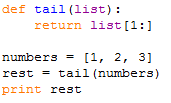 def tail(list):
    return list[1:]

numbers = [1, 2, 3]
rest = tail(numbers)
print rest